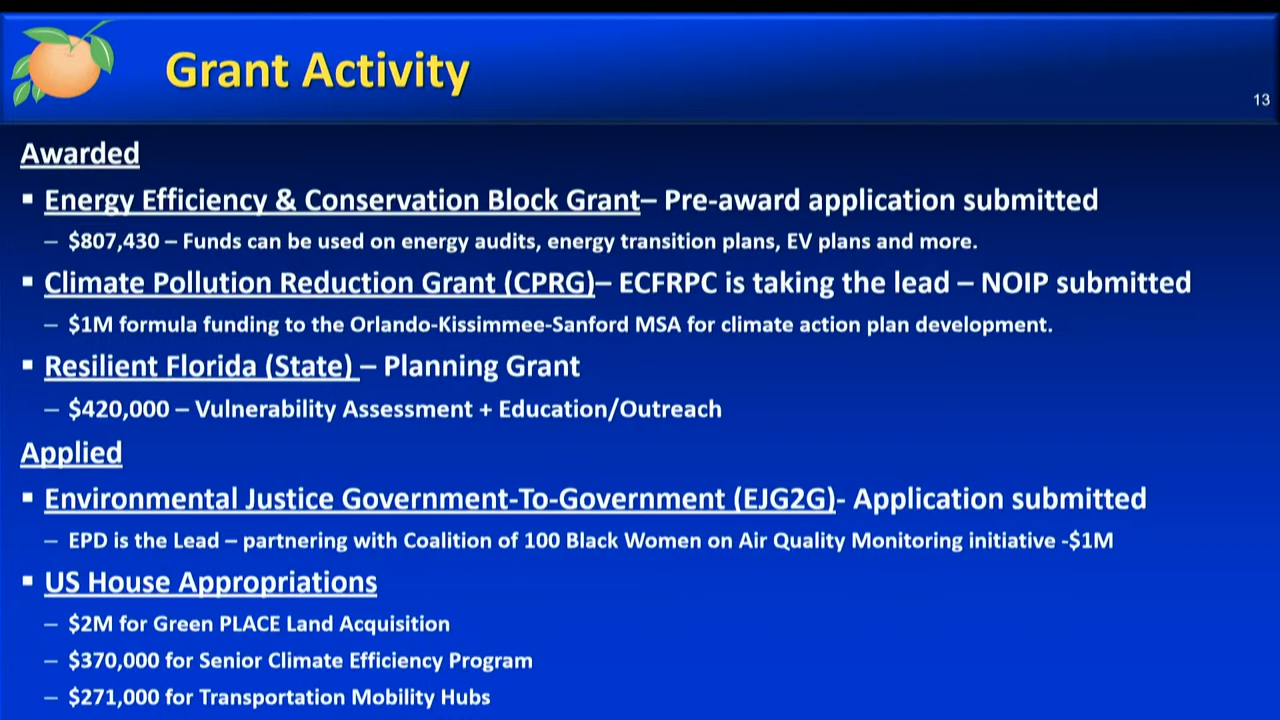 Grant Activity
13
Awarded
▪ Energy Efficiency & Conservation Block Grant– Pre-award application submitted
– $807,430 – Funds can be used on energy audits, energy transition plans, EV plans and more.
▪ Climate Pollution Reduction Grant (CPRG)– ECFRPC is taking the lead – NOIP submitted
– $1M formula funding to the Orlando-Kissimmee-Sanford MSA for climate action plan development.
▪ Resilient Florida (State) – Planning Grant
– $420,000 – Vulnerability Assessment + Education/Outreach
Applied
▪ Environmental Justice Government-To-Government (EJG2G)- Application submitted
– EPD is the Lead – partnering with Coalition of 100 Black Women on Air Quality Monitoring initiative -$1M
▪ US House Appropriations
– $2M for Green PLACE Land Acquisition
– $370,000 for Senior Climate Efficiency Program
– $271,000 for Transportation Mobility Hubs